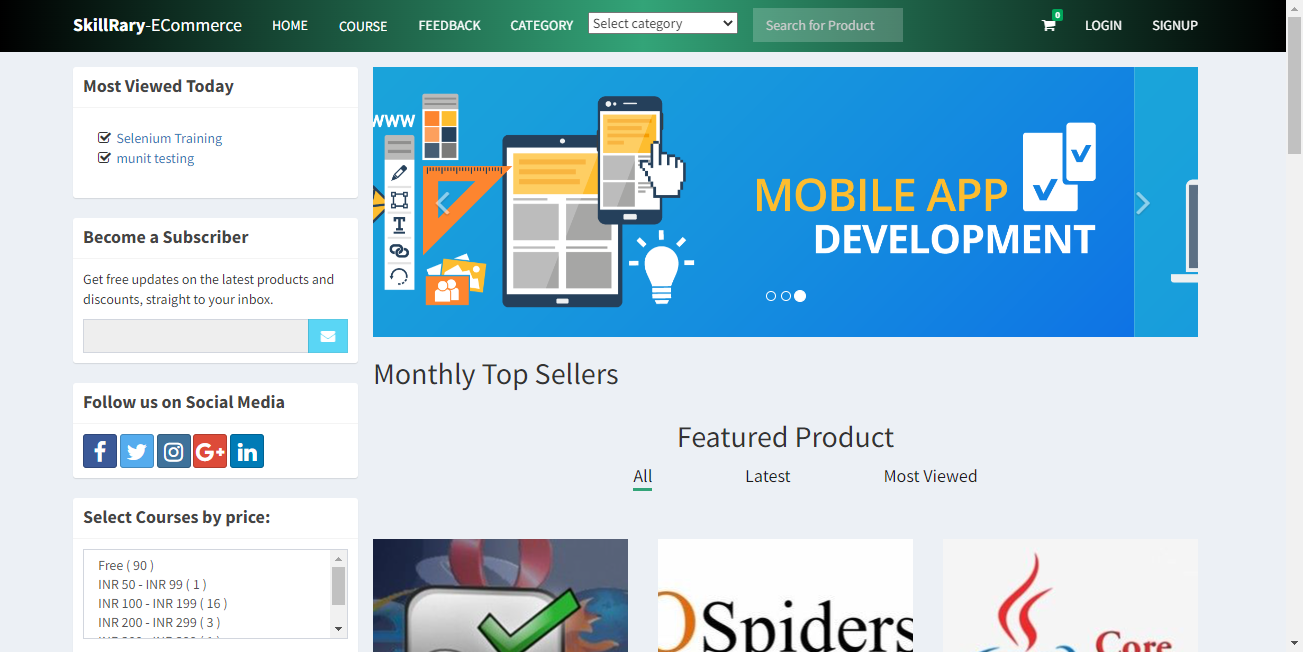 SkillRary-ECommerce HOME COURSE FEEDBACK CATEGORY Select category Search for Product 0 LOGIN SIGNUP
Most Viewed Today
Selenium Training
munit testing
Become a Subscriber
Get free updates on the latest products and
discounts, straight to your inbox.
Follow us on Social Media
Select Courses by price:
Free ( 90 )
INR 50 - INR 99 ( 1 )
INR 100 - INR 199 ( 16 )
INR 200 - INR 299 ( 3 )
WWW
T
MOBILE APP
DEVELOPMENT
Monthly Top Sellers
Featured Product
All Latest Most Viewed
Spiders
Core